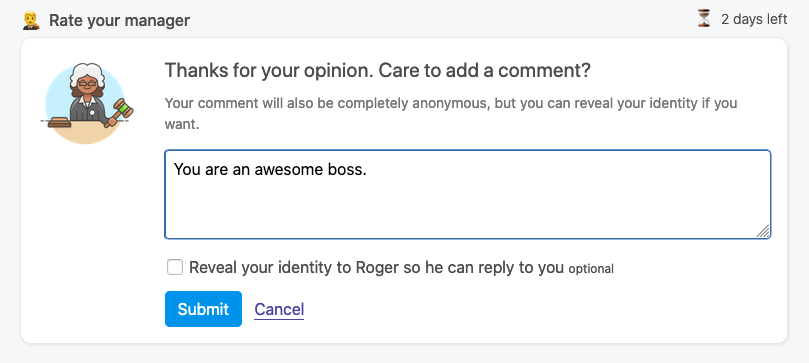 Rate your manager
2 days left
Thanks for your opinion. Care to add a comment?
Your comment will also be completely anonymous, but you can reveal your identity if you
want.
You are an awesome boss.
Reveal your identity to Roger so he can reply to you optional
Submit Cancel